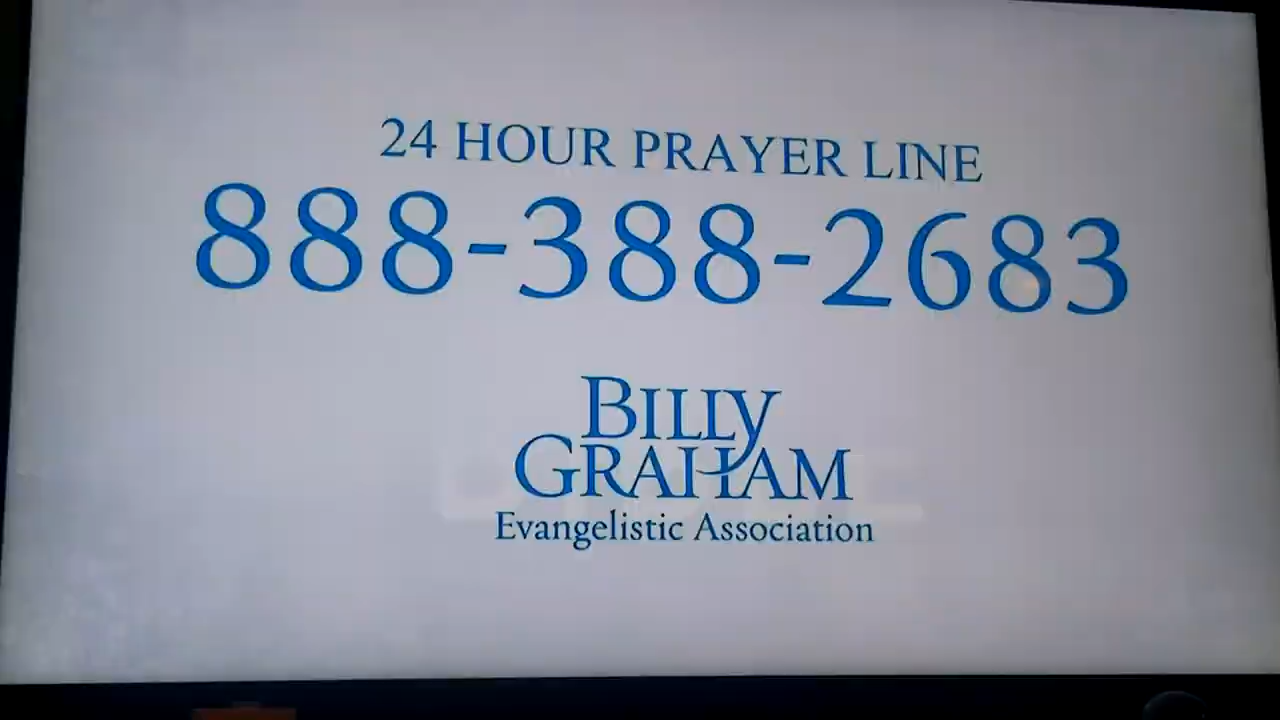 24 HOUR PRAYER LINE
888-388-2683
BILLY
GRAHAM
Evangelistic Association